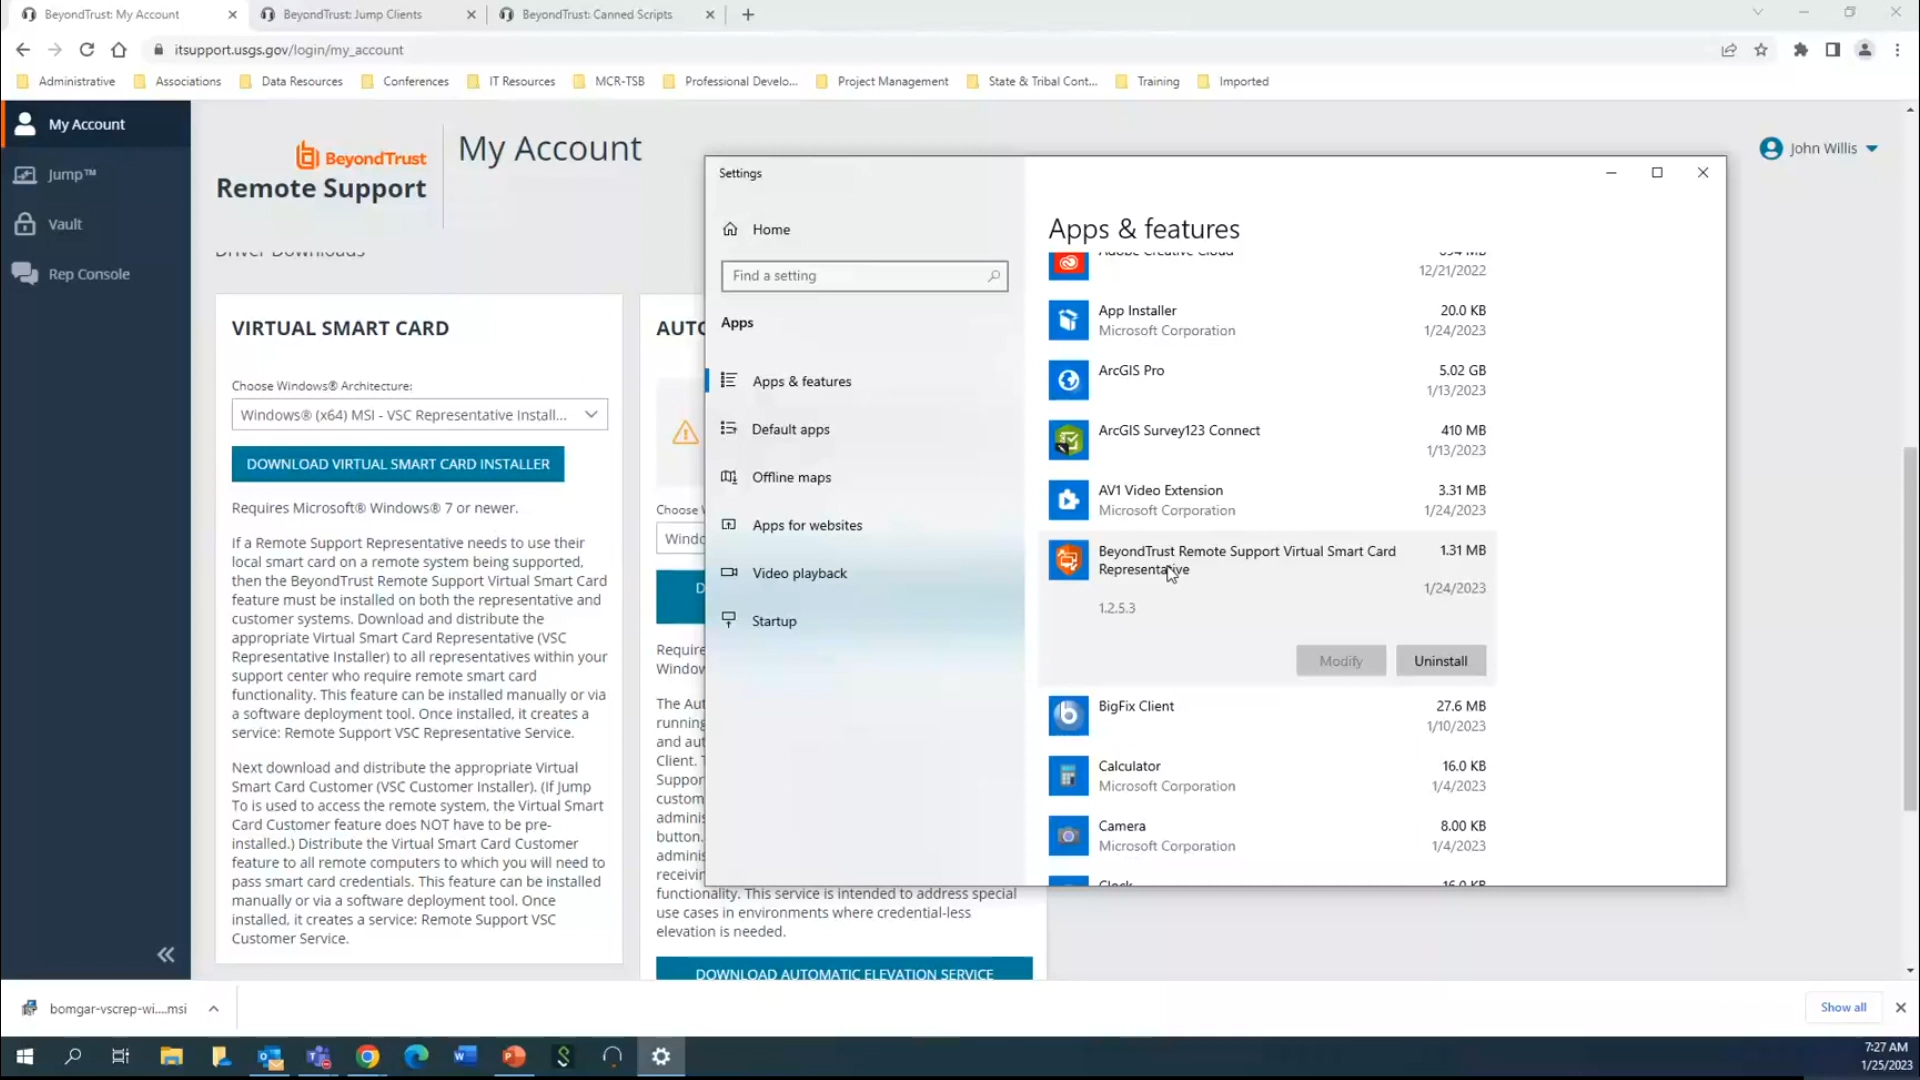 BeyondTrust: My Account
BeyondTrust: Jump Clients
BeyondTrust: Canned Scripts
itsupport.usgs.gov/login/my_account
Administrative
Associations
Data Resources
Conferences
IT Resources
MCR-TSB
Professional Develo...
Project Management
State & Tribal Cont...
Training
Imported
My Account
Jump™
Vault
Rep Console
BeyondTrust
Remote Support
My Account
John Willis
Driver Downloads
VIRTUAL SMART CARD
Choose Windows® Architecture:
Windows® (x64) MSI - VSC Representative Install...
DOWNLOAD VIRTUAL SMART CARD INSTALLER
Requires Microsoft® Windows® 7 or newer.
If a Remote Support Representative needs to use their
local smart card on a remote system being supported,
then the BeyondTrust Remote Support Virtual Smart Card
feature must be installed on both the representative and
customer systems. Download and distribute the
appropriate Virtual Smart Card Representative (VSC
Representative Installer) to all representatives within your
support center who require remote smart card
functionality. This feature can be installed manually or via
a software deployment tool. Once installed, it creates a
service: Remote Support VSC Representative Service.
Next download and distribute the appropriate Virtual
Smart Card Customer (VSC Customer Installer). (If Jump
To is used to access the remote system, the Virtual Smart
Card Customer feature does NOT have to be pre-
installed.) Distribute the Virtual Smart Card Customer
feature to all remote computers to which you will need to
pass smart card credentials. This feature can be installed
manually or via a software deployment tool. Once
installed, it creates a service: Remote Support VSC
Customer Service.
AUTO
Choose W
Windo
D
Require
Window
The Aut
running
and aut
Client. T
Support
custom
adminis
button.
adminis
receivin
functionality. This service is intended to address special
use cases in environments where credential-less
elevation is needed.
DOWNLOAD AUTOMATIC ELEVATION SERVICE
Settings
Home
Find a setting
Apps
Apps & features
Default apps
Offline maps
Apps for websites
Video playback
Startup
Apps & features
Adobe Creative Cloud 694 MB
12/21/2022
App Installer 20.0 KB
Microsoft Corporation 1/24/2023
ArcGIS Pro 5.02 GB
1/13/2023
ArcGIS Survey123 Connect 410 MB
1/13/2023
AV1 Video Extension 3.31 MB
Microsoft Corporation 1/24/2023
BeyondTrust Remote Support Virtual Smart Card 1.31 MB
Representative
1/24/2023
1.2.5.3
Modify Uninstall
BigFix Client 27.6 MB
1/10/2023
Calculator 16.0 KB
Microsoft Corporation 1/4/2023
Camera 8.00 KB
Microsoft Corporation 1/4/2023
Clock 16.0 KB
bomgar-vscrep-wi....msi
Show all
7:27 AM
1/25/2023